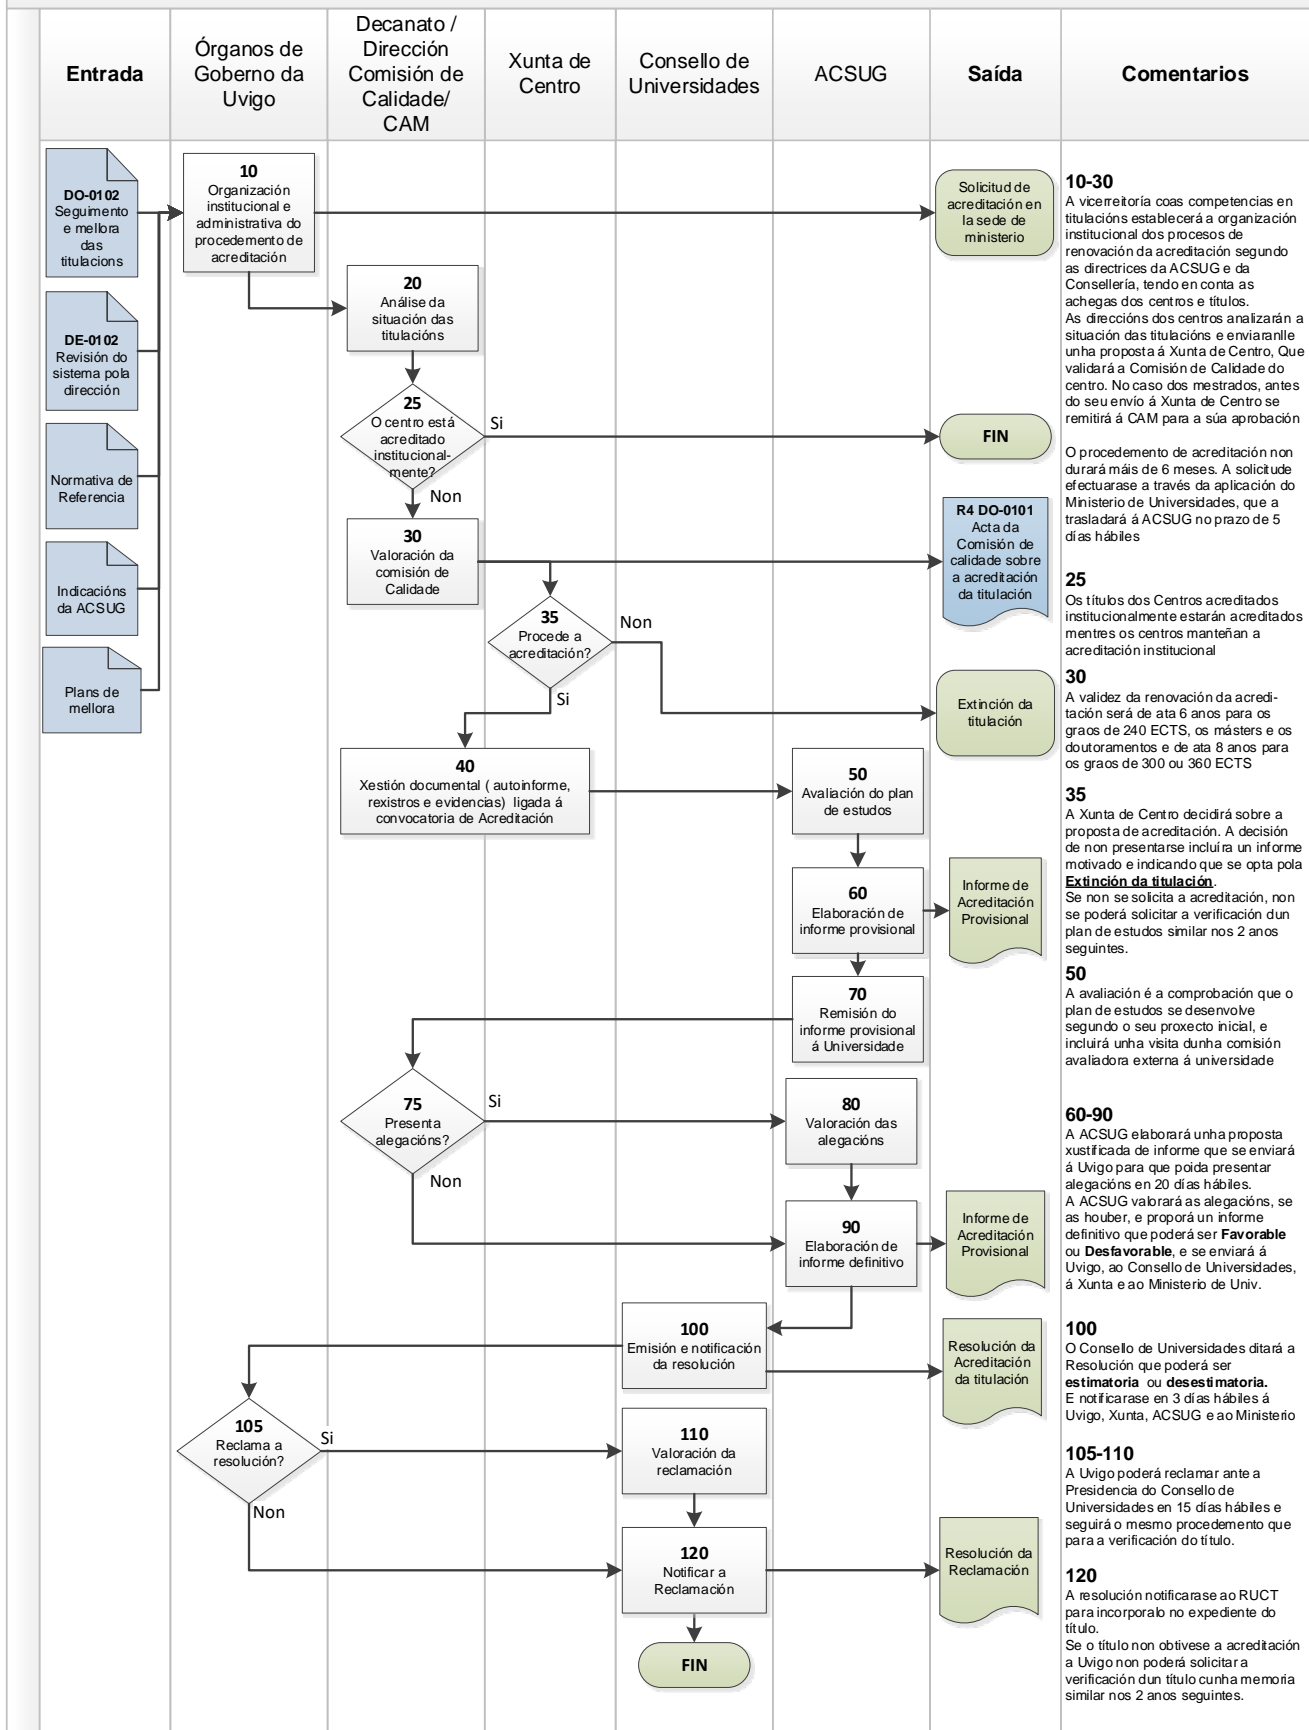 Entrada
Órganos de
Goberno da
Uvigo
Decanato /
Dirección
Comisión de
Calidade/
CAM
Xunta de
Centro
Consello de
Universidades
ACSUG
Saída
Comentarios
DO-0102
Seguimento
e mellora
das
titulacions
DE-0102
Revisión do
sistema pola
dirección
Normativa de
Referencia
Indicacións
da ACSUG
Plans de
mellora
10
Organización
institucional e
administrativa do
procedemento de
acreditación
20
Análise da
situación das
titulacións
25
O centro está
acreditado
institucional-
mente?
Si
Non
30
Valoración da
comisión de
Calidade
35
Procede a
acreditación?
Non
Si
40
Xestión documental ( autoinforme,
rexistros e evidencias) ligada á
convocatoria de Acreditación
50
Avaliación do plan
de estudos
60
Elaboración de
informe provisional
70
Remisión do
informe provisional
á Universidade
75
Presenta
alegacións?
Si
Non
80
Valoración das
alegacións
90
Elaboración de
informe definitivo
100
Emisión e notificación
da resolución
105
Reclama a
resolución?
Si
Non
110
Valoración da
reclamación
120
Notificar a
Reclamación
FIN
Solicitud de
acreditación en
la sede de
ministerio
FIN
R4 DO-0101
Acta da
Comisión de
calidade sobre
a acreditación
da titulación
Extinción da
titulación
Informe de
Acreditación
Provisional
Informe de
Acreditación
Provisional
Resolución da
Acreditación
da titulación
Resolución da
Reclamación
10-30
A vicerreitoría coas competencias en
titulacións establecerá a organización
institucional dos procesos de
renovación da acreditación segundo
as directrices da ACSUG e da
Consellería, tendo en conta as
achegas dos centros e títulos.
As direccións dos centros analizarán a
situación das titulacións e enviaranlle
unha proposta á Xunta de Centro, Que
validará a Comisión de Calidade do
centro. No caso dos mestrados, antes
do seu envío á Xunta de Centro se
remitirá á CAM para a súa aprobación
O procedemento de acreditación non
durará máis de 6 meses. A solicitude
efectuarase a través da aplicación do
Ministerio de Universidades, que a
trasladará á ACSUG no prazo de 5
días hábiles
25
Os títulos dos Centros acreditados
institucionalmente estarán acreditados
mentres os centros manteñan a
acreditación institucional
30
A validez da renovación da acredi-
tación será de ata 6 anos para os
graos de 240 ECTS, os másters e os
doutoramentos e de ata 8 anos para
os graos de 300 ou 360 ECTS
35
A Xunta de Centro decidirá sobre a
proposta de acreditación. A decisión
de non presentarse incluíra un informe
motivado e indicando que se opta pola
Extinción da titulación.
Se non se solicita a acreditación, non
se poderá solicitar a verificación dun
plan de estudos similar nos 2 anos
seguintes.
50
A avaliación é a comprobación que o
plan de estudos se desenvolve
segundo o seu proxecto inicial, e
incluirá unha visita dunha comisión
avaliadora externa á universidade
60-90
A ACSUG elaborará unha proposta
xustificada de informe que se enviará
á Uvigo para que poida presentar
alegacións en 20 días hábiles.
A ACSUG valorará as alegacións, se
as houber, e proporá un informe
definitivo que poderá ser Favorable
ou Desfavorable, e se enviará á
Uvigo, ao Consello de Universidades,
á Xunta e ao Ministerio de Univ.
100
O Consello de Universidades ditará a
Resolución que poderá ser
estimatoria ou desestimatoria.
E notificarase en 3 días hábiles á
Uvigo, Xunta, ACSUG e ao Ministerio
105-110
A Uvigo poderá reclamar ante a
Presidencia do Consello de
Universidades en 15 días hábiles e
seguirá o mesmo procedemento que
para a verificación do título.
120
A resolución notificarase ao RUCT
para incorporalo no expediente do
título.
Se o título non obtivese a acreditación
a Uvigo non poderá solicitar a
verificación dun título cunha memoria
similar nos 2 anos seguintes.